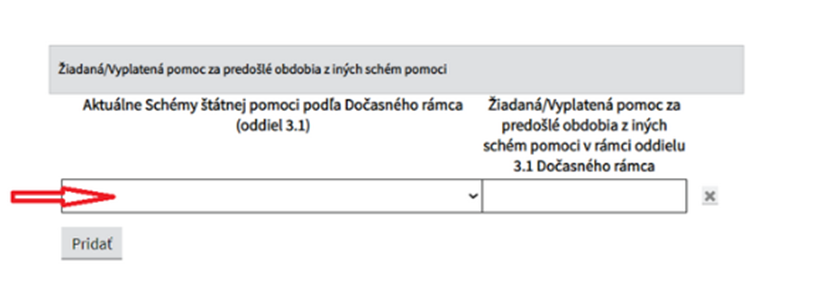 Žiadaná/Vyplatená pomoc za predošlé obdobia z iných schém pomoci
Aktuálne Schémy štátnej pomoci podľa Dočasného rámca
(oddiel 3.1)
Žiadaná/Vyplatená pomoc za
predošlé obdobia z iných
schém pomoci v rámci oddielu
3.1 Dočasného rámca
Pridať